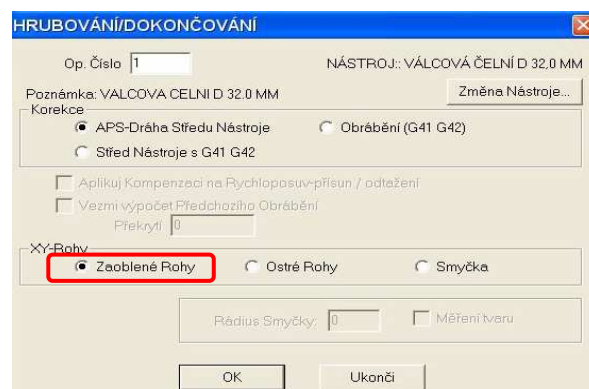 HRUBOVÁNÍ/DOKONČOVÁNÍ
Op. Číslo 1 NÁSTROJ:: VÁLCOVÁ ČELNÍ D 32,0 MM
Poznámka: VALCOVA CELNI D 32.0 MM Změna Nástroje...
Korekce
APS-Dráha Středu Nástroje Obrábění (G41 G42)
Střed Nástroje s G41 G42
Aplikuj Kompenzaci na Rychloposuv-přísun / odtažení
Vezmi výpočet Předchozího Obrábění
Překrytí 0
XY-Rohy
Zaoblené Rohy Ostré Rohy Smyčka
Rádius Smyčky: 0 Měření tvaru
OK Ukonči